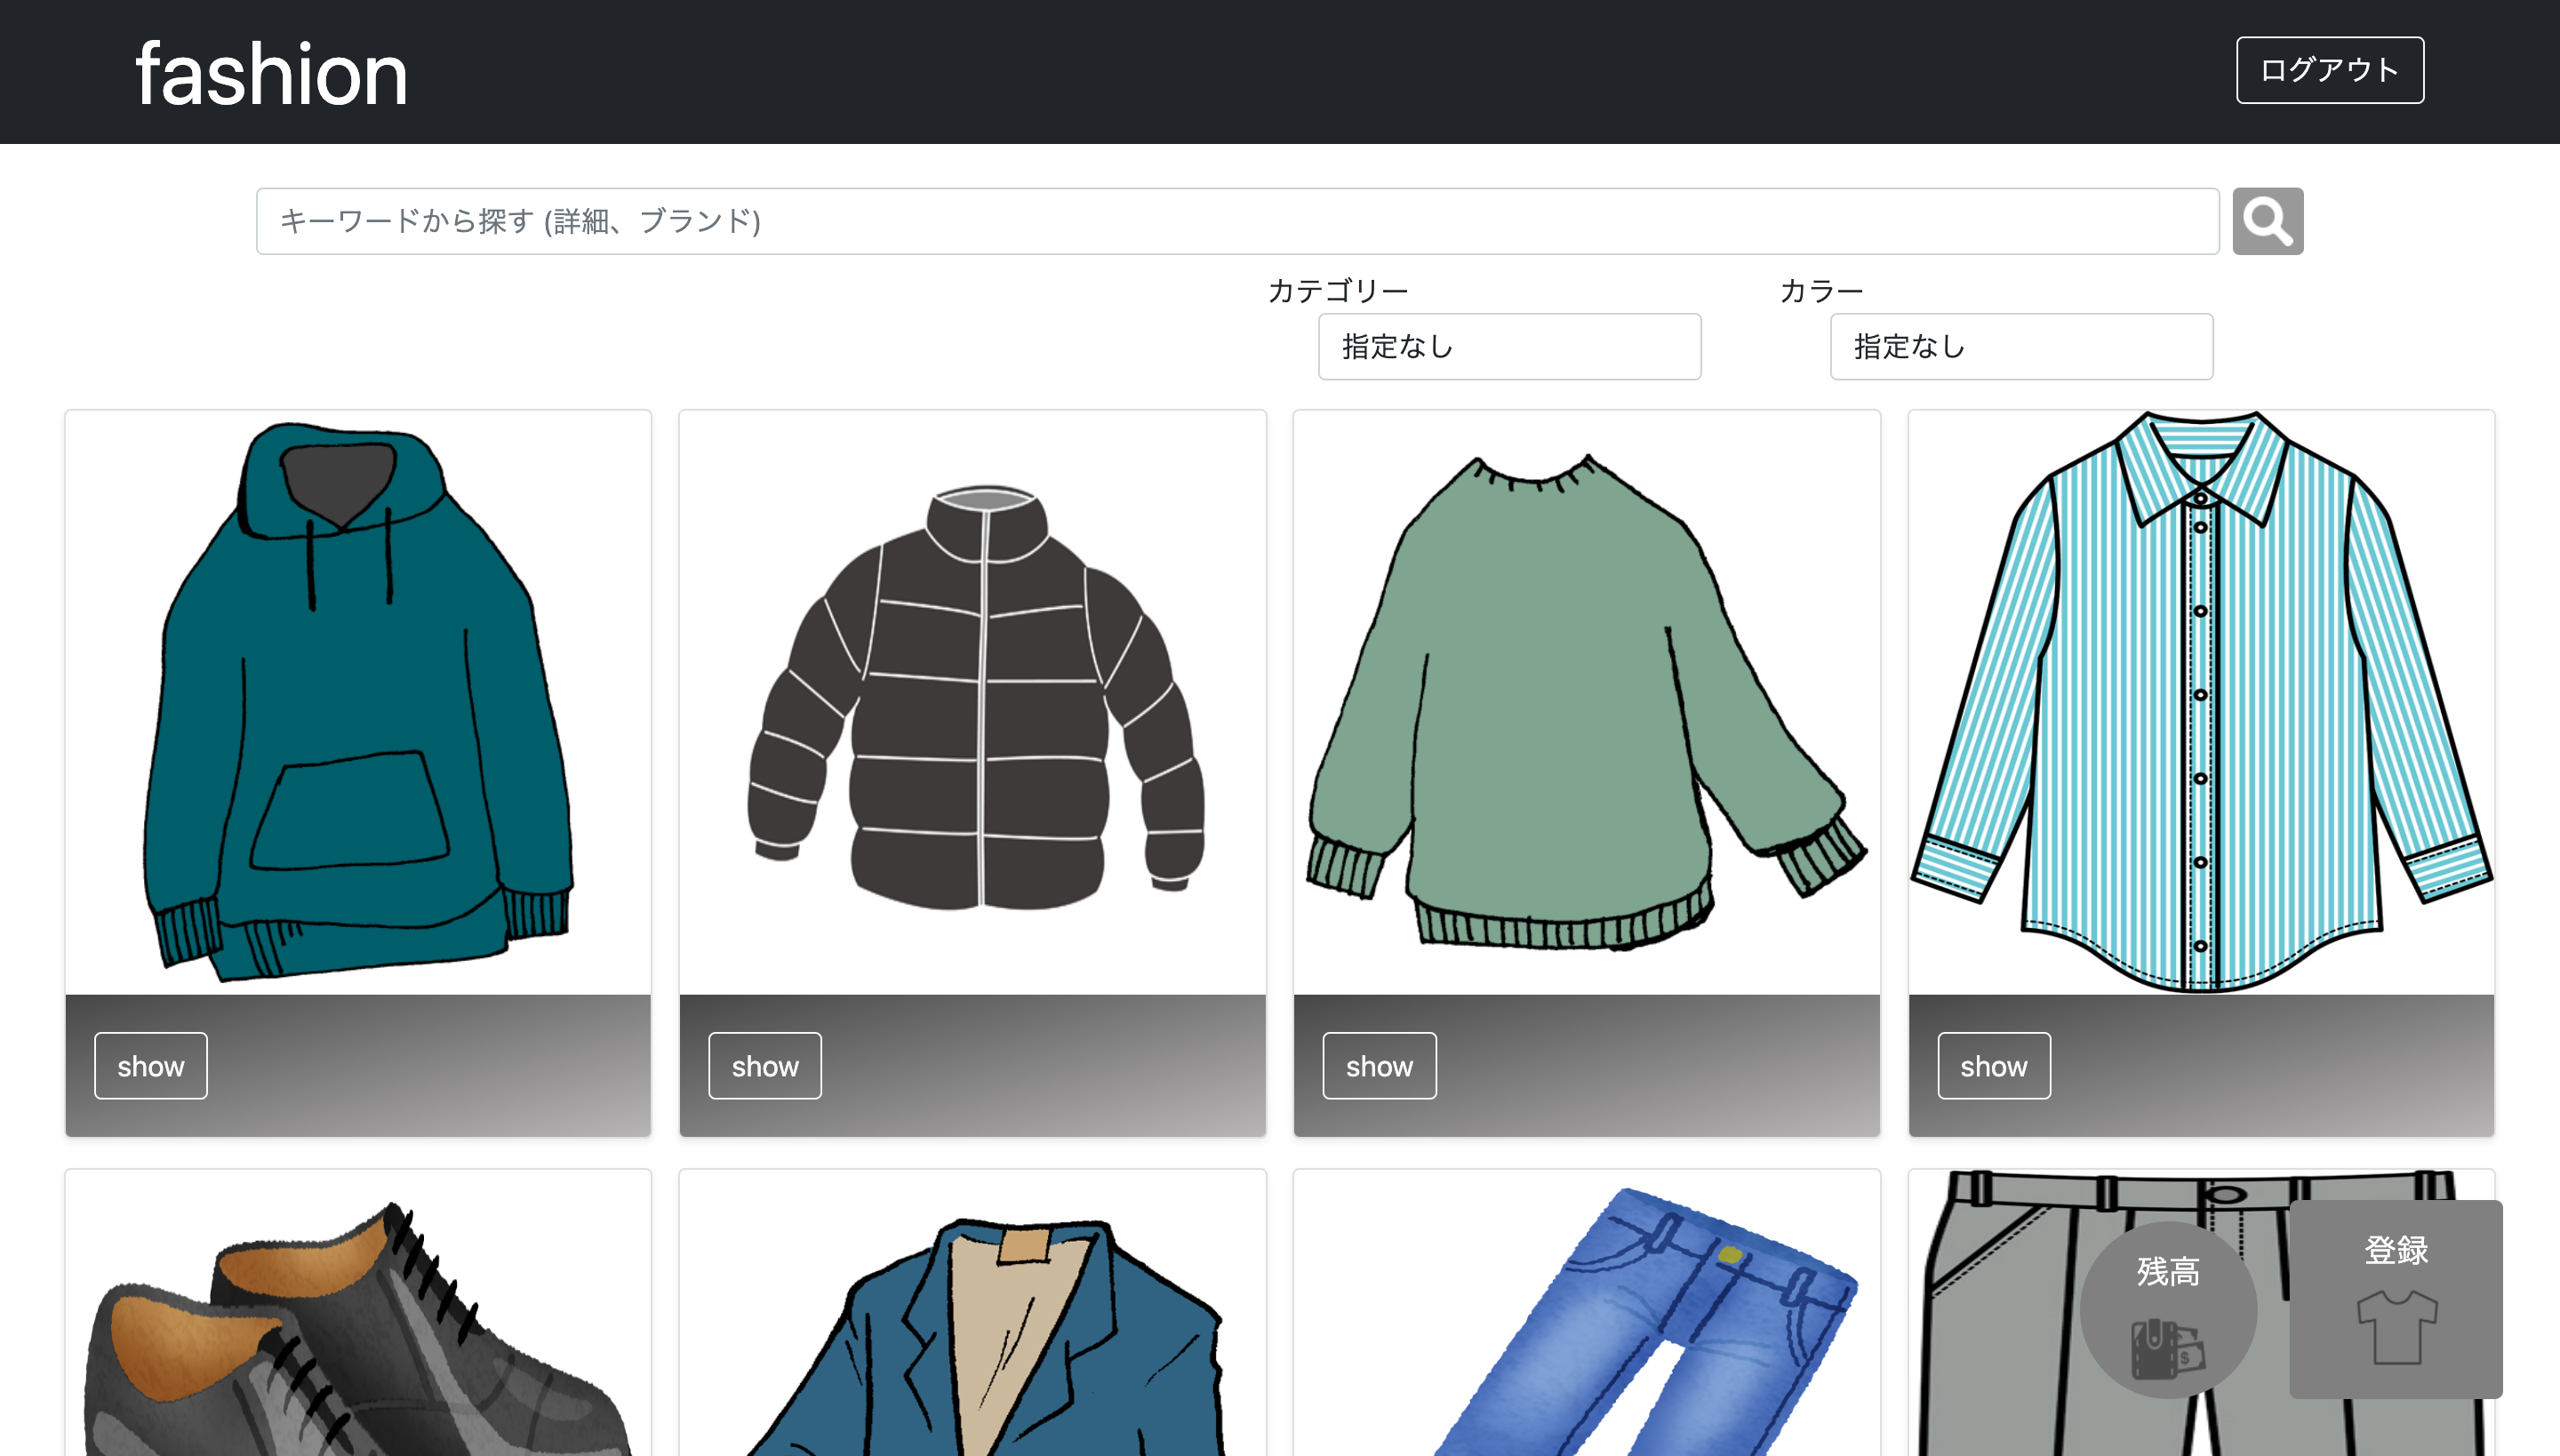 fashion
ログアウト
キーワードから探す (詳細、ブランド)
カテゴリー
カラー
指定なし
指定なし
show
show
show
show
残高
登録
$